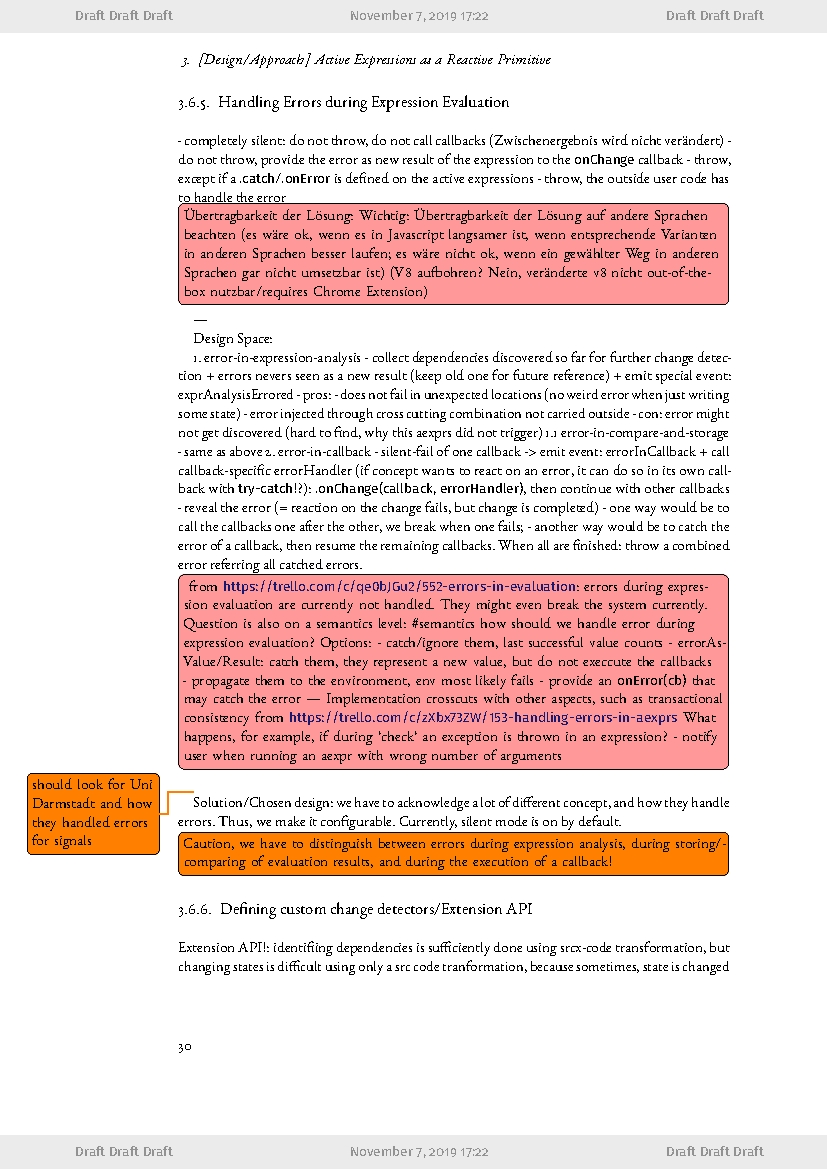 Draft Draft Draft November 7, 2019 17:22 Draft Draft Draft
3. [Design/Approach] Active Expressions as a Reactive Primitive
3.6.5. Handling Errors during Expression Evaluation
- completely silent: do not throw, do not call callbacks (Zwischenergebnis wird nicht verändert) -
do not throw, provide the error as new result of the expression to the onChange callback - throw,
except if a .catch/.onError is defined on the active expressions - throw, the outside user code has
to handle the error
Übertragbarkeit der Lösung: Wichtig: Übertragbarkeit der Lösung auf andere Sprachen
beachten (es wäre ok, wenn es in Javascript langsamer ist, wenn entsprechende Varianten
in anderen Sprachen besser laufen; es wäre nicht ok, wenn ein gewählter Weg in anderen
Sprachen gar nicht umsetzbar ist) (V8 aufbohren? Nein, veränderte v8 nicht out-of-the-
box nutzbar/requires Chrome Extension)
—
Design Space:
1. error-in-expression-analysis - collect dependencies discovered so far for further change detec-
tion + errors nevers seen as a new result (keep old one for future reference) + emit special event:
exprAnalysisErrored - pros: - does not fail in unexpected locations (no weird error when just writing
some state) - error injected through cross cutting combination not carried outside - con: error might
not get discovered (hard to find, why this aexprs did not trigger) 1.1 error-in-compare-and-storage
- same as above 2. error-in-callback - silent-fail of one callback -> emit event: errorInCallback + call
callback-specific errorHandler (if concept wants to react on an error, it can do so in its own call-
back with try-catch!?): .onChange(callback, errorHandler), then continue with other callbacks
- reveal the error (= reaction on the change fails, but change is completed) - one way would be to
call the callbacks one after the other, we break when one fails; - another way would be to catch the
error of a callback, then resume the remaining callbacks. When all are finished: throw a combined
error referring all catched errors.
from https://trello.com/c/qe0bJGu2/552-errors-in-evaluation: errors during expres-
sion evaluation are currently not handled. They might even break the system currently.
Question is also on a semantics level: #semantics how should we handle error during
expression evaluation? Options: - catch/ignore them, last successful value counts - errorAs-
Value/Result: catch them, they represent a new value, but do not execcute the callbacks
- propagate them to the environment, env most likely fails - provide an onError(cb) that
may catch the error — Implementation crosscuts with other aspects, such as transactional
consistency from https://trello.com/c/zXbx73ZW/153-handling-errors-in-aexprs What
happens, for example, if during ‘check‘ an exception is thrown in an expression? - notify
user when running an aexpr with wrong number of arguments
should look for Uni
Darmstadt and how
they handled errors
for signals
Solution/Chosen design: we have to acknowledge a lot of different concept, and how they handle
errors. Thus, we make it configurable. Currently, silent mode is on by default.
Caution, we have to distinguish between errors during expression analysis, during storing/-
comparing of evaluation results, and during the execution of a callback!
3.6.6. Defining custom change detectors/Extension API
Extension API!: identifiing dependencies is sufficiently done using srcx-code transformation, but
changing states is difficult using only a src code tranformation, because sometimes, state is changed
30
Draft Draft Draft November 7, 2019 17:22 Draft Draft Draft